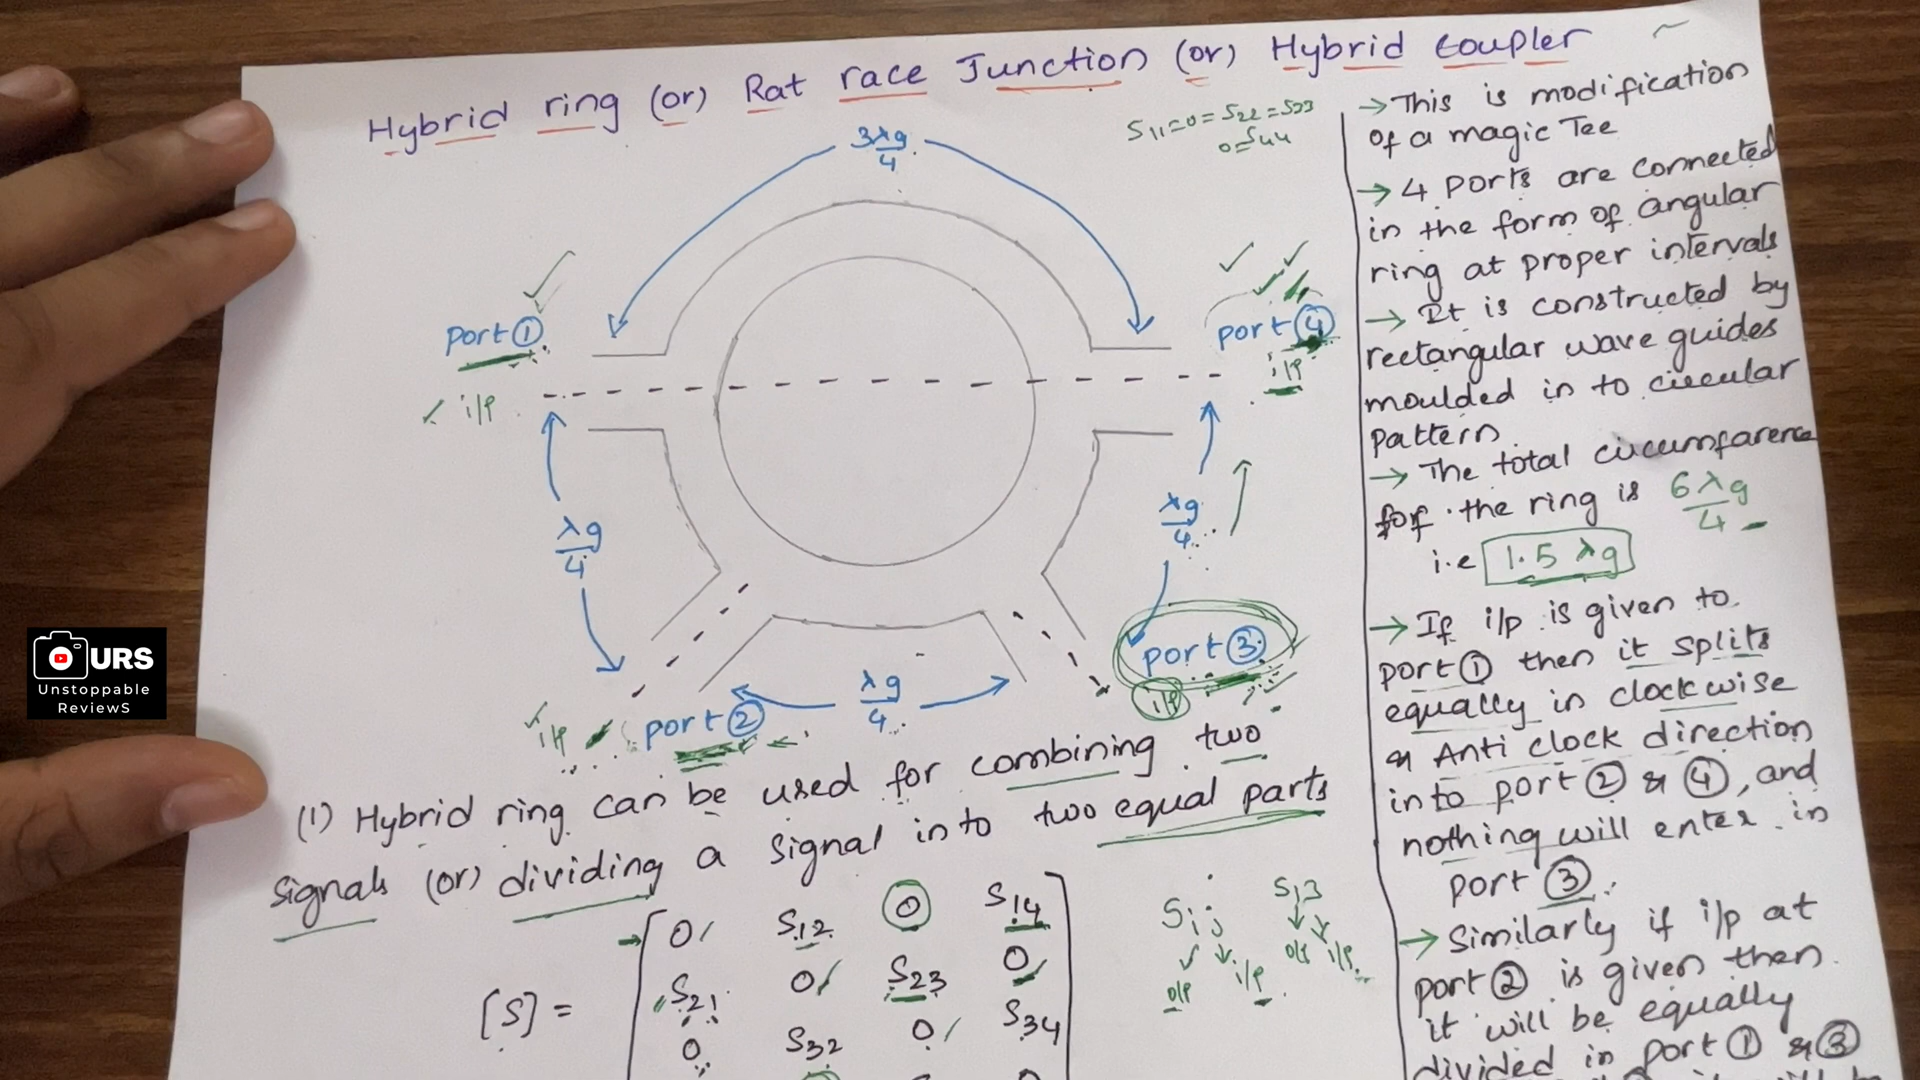 Hybrid ring (or) Rat race Junction (or) Hybrid coupler
S11=0=S22=S33
0=S44
3λg/4
port ①
i/p
port ④
i/p
λg/4
λg/4
port ③
i/p
λg/4
port ②
i/p
(1) Hybrid ring can be used for combining two
signals (or) dividing a signal in to two equal parts
[S] =
0 S12 0 S14
S21 0 S23 0
0 S32 0 S34
Sij
o/p i/p
S13
o/p i/p
→ This is modification
of a magic Tee
→ 4 ports are connected
in the form of angular
ring at proper intervals
→ It is constructed by
rectangular wave guides
moulded in to circular
pattern.
→ The total circumfarence
for the ring is 6λg/4
i.e 1.5 λg
→ If i/p is given to
port ① then it splits
equally in clockwise
& Anti clock direction
into port ② & ④, and
nothing will enter in
port ③.
→ Similarly if i/p at
port ② is given then
it will be equally
divided in port ① & ③
OURS
Unstoppable
ReviewS